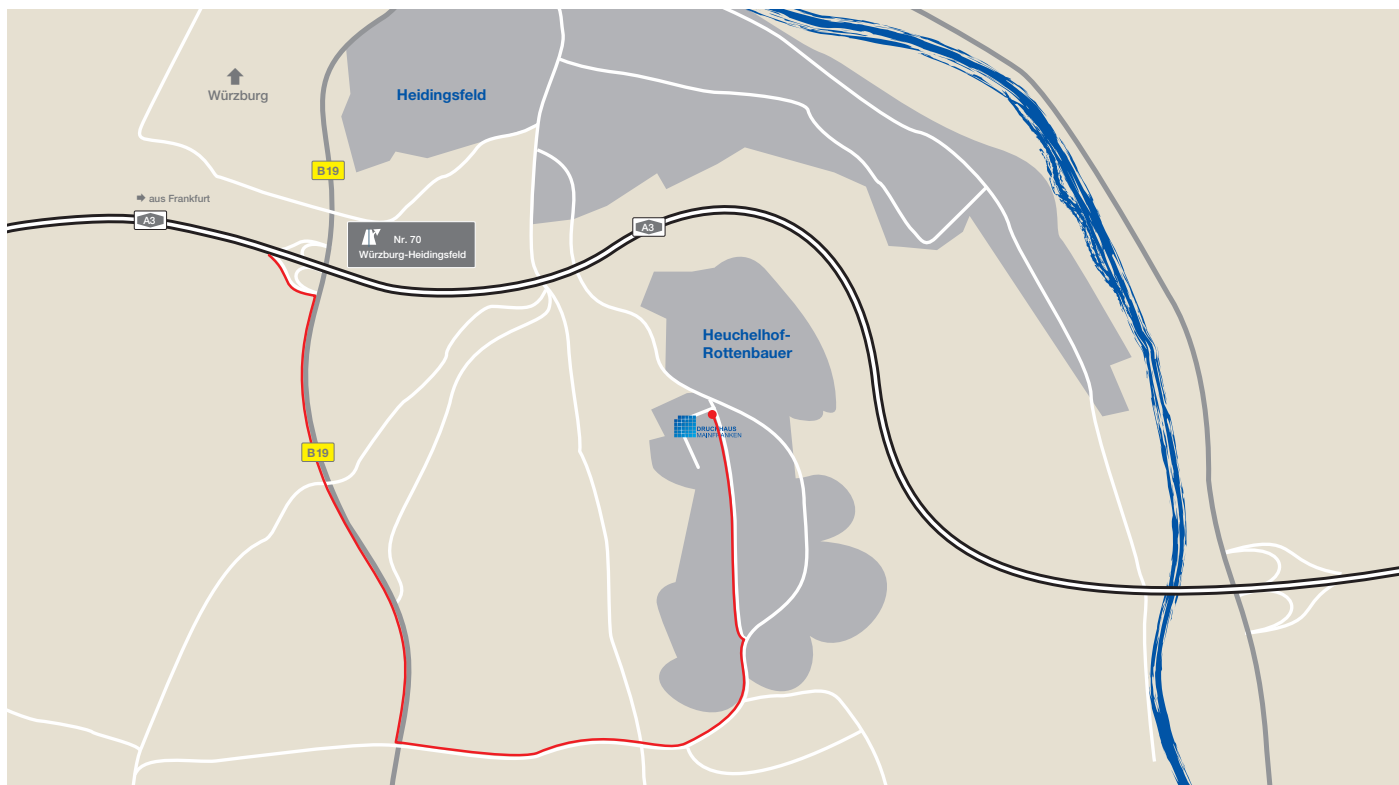 Würzburg
Heidingsfeld
B19
aus Frankfurt
A3
Nr. 70
Würzburg-Heidingsfeld
A3
Heuchelhof-
Rottenbauer
DRUCKHAUS
MAINFRANKEN
B19